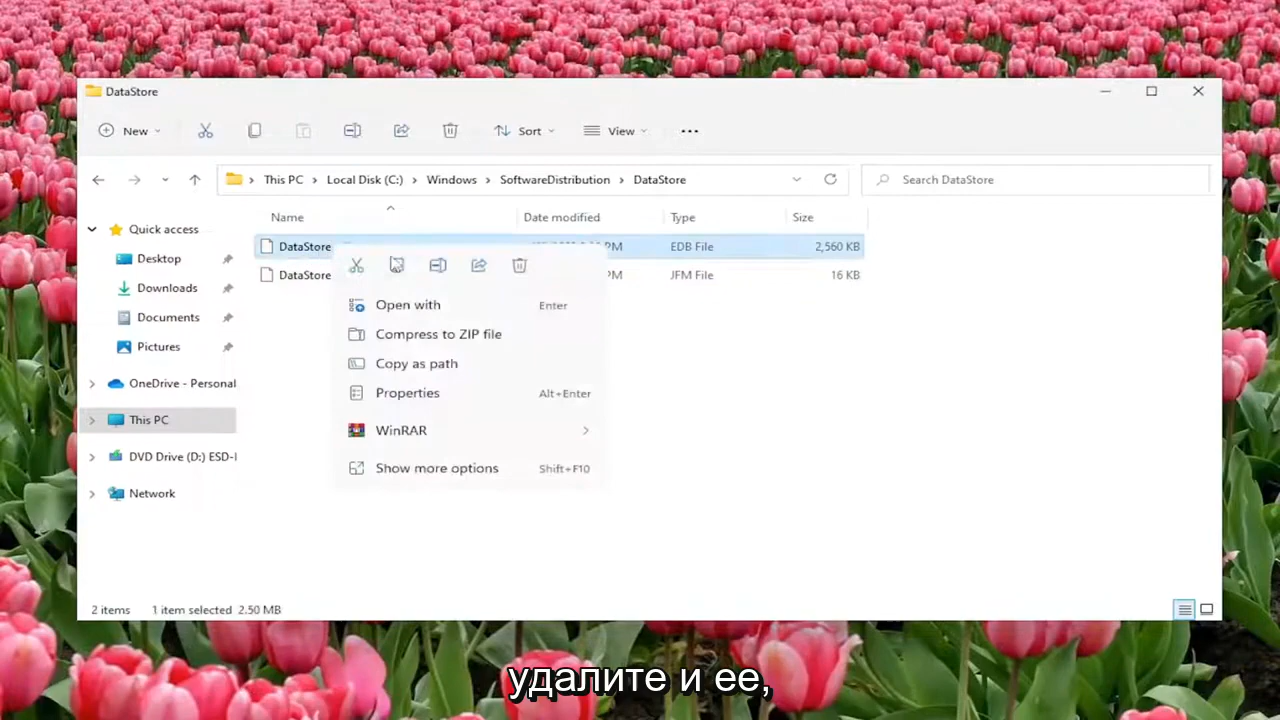 DataStore
New
Sort
View
This PC > Local Disk (C:) > Windows > SoftwareDistribution > DataStore
Search DataStore
Name Date modified Type Size
Quick access
Desktop
Downloads
Documents
Pictures
OneDrive - Personal
This PC
DVD Drive (D:) ESD-I
Network
DataStore PM EDB File 2,560 KB
DataStore PM JFM File 16 KB
Open with Enter
Compress to ZIP file
Copy as path
Properties Alt+Enter
WinRAR
Show more options Shift+F10
2 items 1 item selected 2.50 MB
удалите и ее,